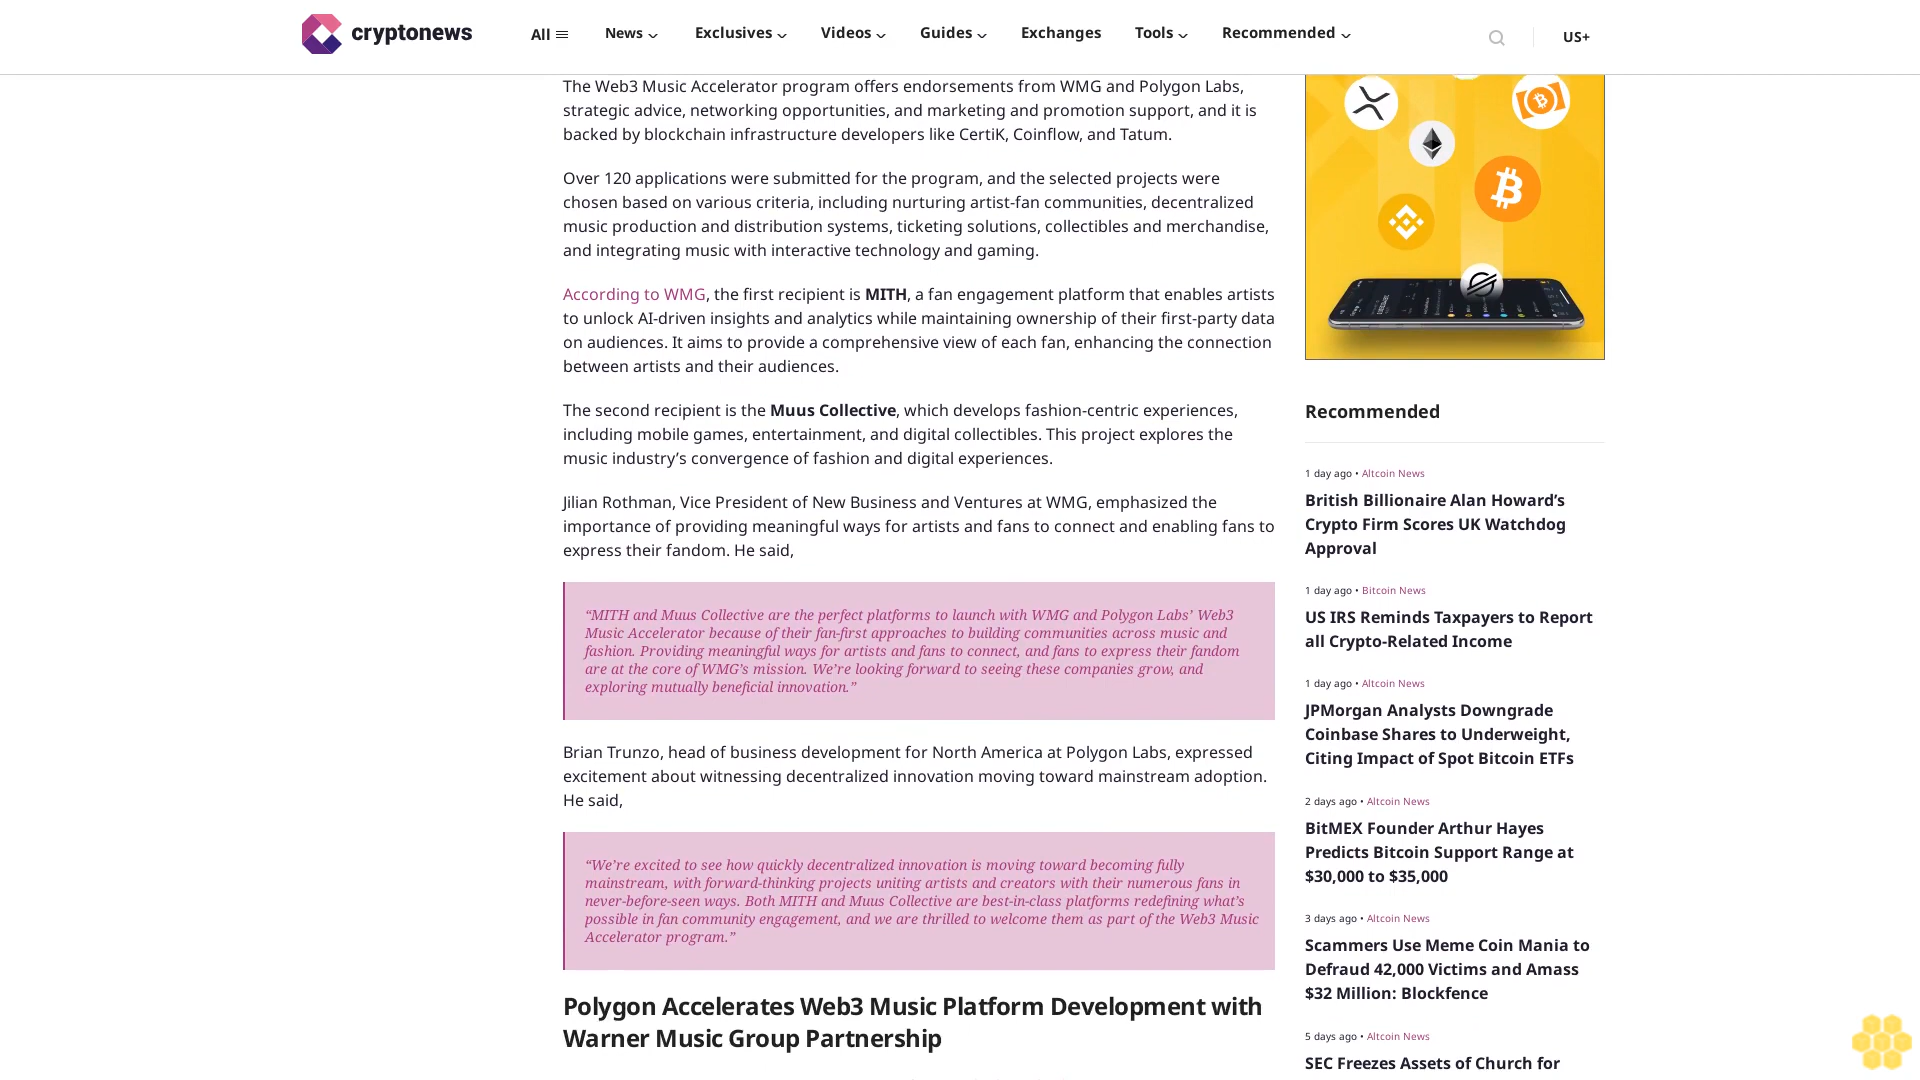 cryptonews
All
News
Exclusives
Videos
Guides
Exchanges
Tools
Recommended
US+
The Web3 Music Accelerator program offers endorsements from WMG and Polygon Labs,
strategic advice, networking opportunities, and marketing and promotion support, and it is
backed by blockchain infrastructure developers like CertiK, Coinflow, and Tatum.
Over 120 applications were submitted for the program, and the selected projects were
chosen based on various criteria, including nurturing artist-fan communities, decentralized
music production and distribution systems, ticketing solutions, collectibles and merchandise,
and integrating music with interactive technology and gaming.
According to WMG, the first recipient is MITH, a fan engagement platform that enables artists
to unlock AI-driven insights and analytics while maintaining ownership of their first-party data
on audiences. It aims to provide a comprehensive view of each fan, enhancing the connection
between artists and their audiences.
The second recipient is the Muus Collective, which develops fashion-centric experiences,
including mobile games, entertainment, and digital collectibles. This project explores the
music industry’s convergence of fashion and digital experiences.
Jilian Rothman, Vice President of New Business and Ventures at WMG, emphasized the
importance of providing meaningful ways for artists and fans to connect and enabling fans to
express their fandom. He said,
“MITH and Muus Collective are the perfect platforms to launch with WMG and Polygon Labs’ Web3
Music Accelerator because of their fan-first approaches to building communities across music and
fashion. Providing meaningful ways for artists and fans to connect, and fans to express their fandom
are at the core of WMG’s mission. We’re looking forward to seeing these companies grow, and
exploring mutually beneficial innovation.”
Brian Trunzo, head of business development for North America at Polygon Labs, expressed
excitement about witnessing decentralized innovation moving toward mainstream adoption.
He said,
“We’re excited to see how quickly decentralized innovation is moving toward becoming fully
mainstream, with forward-thinking projects uniting artists and creators with their numerous fans in
never-before-seen ways. Both MITH and Muus Collective are best-in-class platforms redefining what’s
possible in fan community engagement, and we are thrilled to welcome them as part of the Web3 Music
Accelerator program.”
Polygon Accelerates Web3 Music Platform Development with
Warner Music Group Partnership
Recommended
1 day ago • Altcoin News
British Billionaire Alan Howard’s
Crypto Firm Scores UK Watchdog
Approval
1 day ago • Bitcoin News
US IRS Reminds Taxpayers to Report
all Crypto-Related Income
1 day ago • Altcoin News
JPMorgan Analysts Downgrade
Coinbase Shares to Underweight,
Citing Impact of Spot Bitcoin ETFs
2 days ago • Altcoin News
BitMEX Founder Arthur Hayes
Predicts Bitcoin Support Range at
$30,000 to $35,000
3 days ago • Altcoin News
Scammers Use Meme Coin Mania to
Defraud 42,000 Victims and Amass
$32 Million: Blockfence
5 days ago • Altcoin News
SEC Freezes Assets of Church for